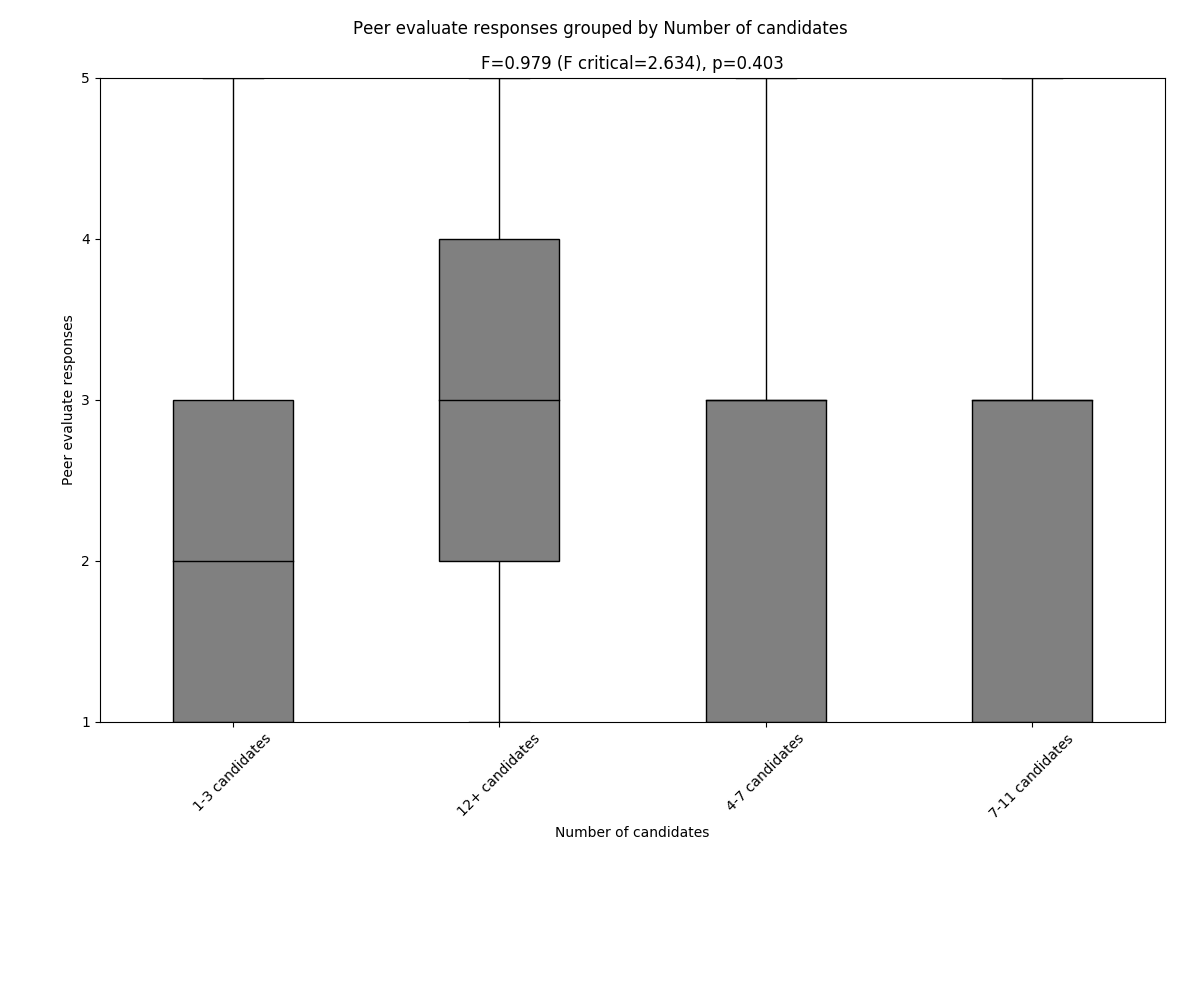 Peer evaluate responses grouped by Number of candidates
F=0.979 (F critical=2.634), p=0.403
5
4
3
2
1
Peer evaluate responses
1-3 candidates
12+ candidates
4-7 candidates
7-11 candidates
Number of candidates